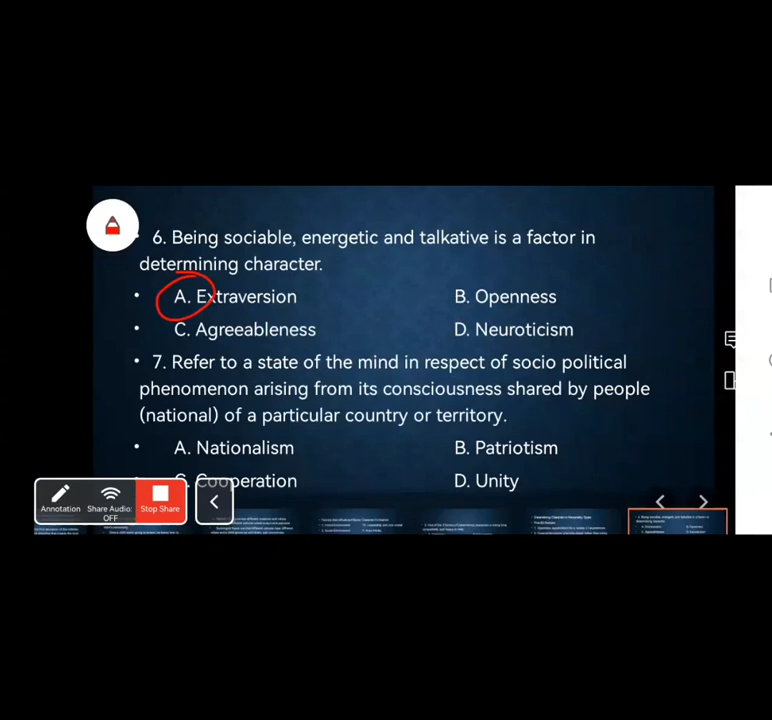 6. Being sociable, energetic and talkative is a factor in
determining character.
A. Extraversion B. Openness
C. Agreeableness D. Neuroticism
7. Refer to a state of the mind in respect of socio political
phenomenon arising from its consciousness shared by people
(national) of a particular country or territory.
A. Nationalism B. Patriotism
C. Cooperation D. Unity
Annotation Share Audio: OFF Stop Share